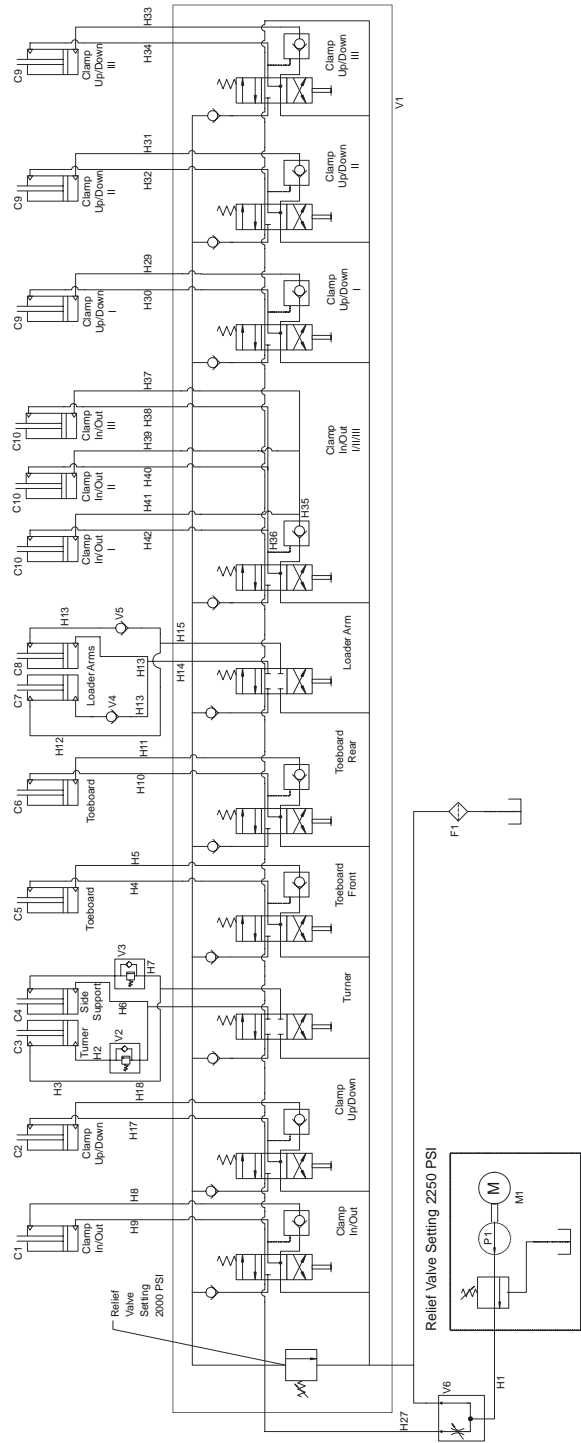 C1
Clamp
In/Out
H8
H9
C2
Clamp
Up/Down
H17
C3
C4
Turner
Side
Support
H3
H2
V2
H18
H6
V3
H7
C5
Toeboard
H5
H4
C6
Toeboard
H11
H10
C7
C8
Loader Arms
H12
V4
H13
H13
H13
V5
H14
H15
C10
Clamp
In/Out
I
C10
Clamp
In/Out
II
C10
Clamp
In/Out
III
H42
H41
H40
H39
H38
H37
C9
Clamp
Up/Down
I
H29
H30
C9
Clamp
Up/Down
II
H31
H32
C9
Clamp
Up/Down
III
H33
H34
Relief
Valve
Setting
2000 PSI
H36
H35
Clamp
In/Out
Clamp
Up/Down
Turner
Toeboard
Front
Toeboard
Rear
Loader Arm
Clamp
In/Out
I/II/III
Clamp
Up/Down
I
Clamp
Up/Down
II
Clamp
Up/Down
III
V1
H27
V6
H1
Relief Valve Setting 2250 PSI
P1
M
M1
F1